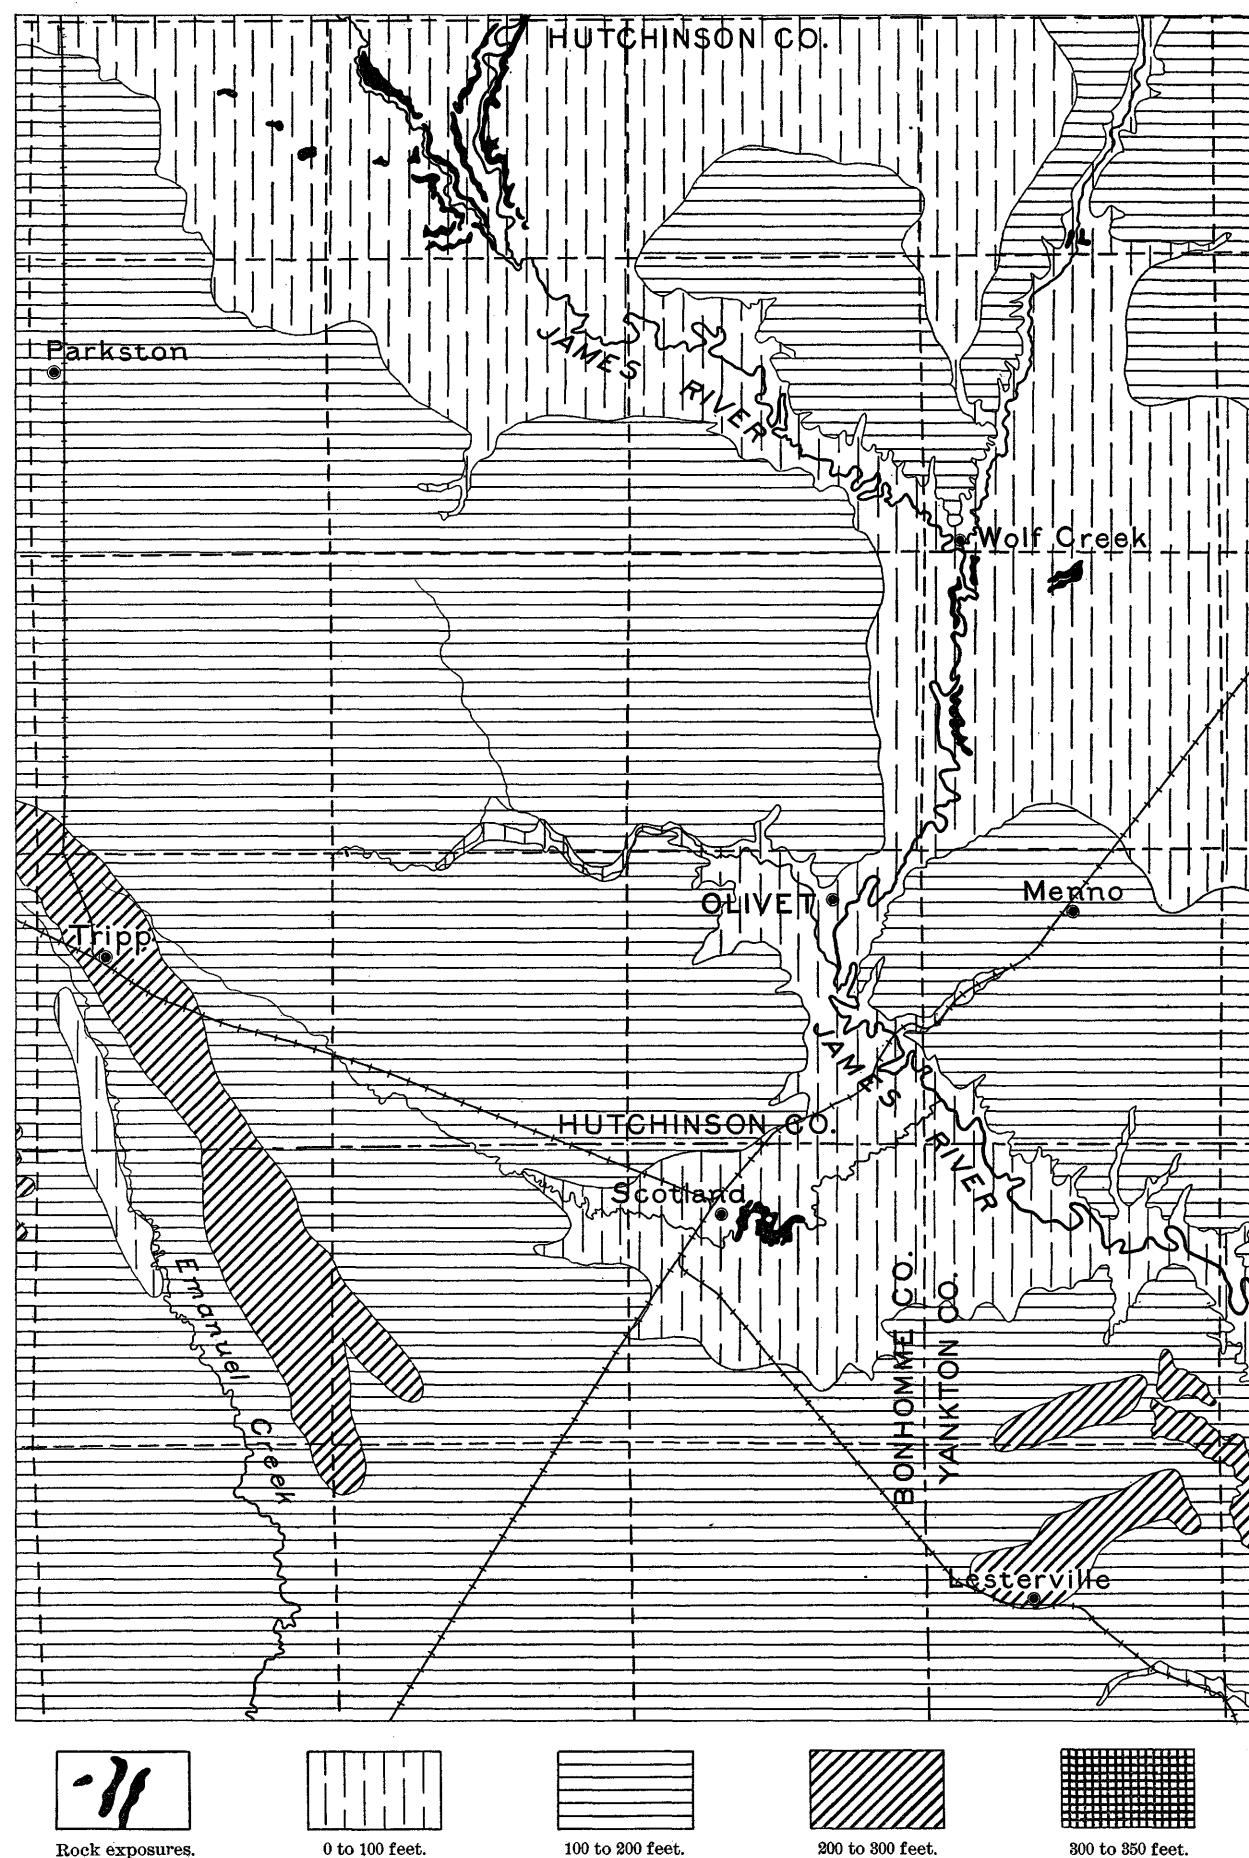 HUTCHINSON CO.
Parkston
JAMES RIVER
Wolf Creek
OLIVET
Menno
Tripp
JAMES RIVER
HUTCHINSON CO.
Scotland
Emanuel Creek
BONHOMME CO.
YANKTON CO.
Lesterville
Rock exposures.
0 to 100 feet.
100 to 200 feet.
200 to 300 feet.
300 to 350 feet.